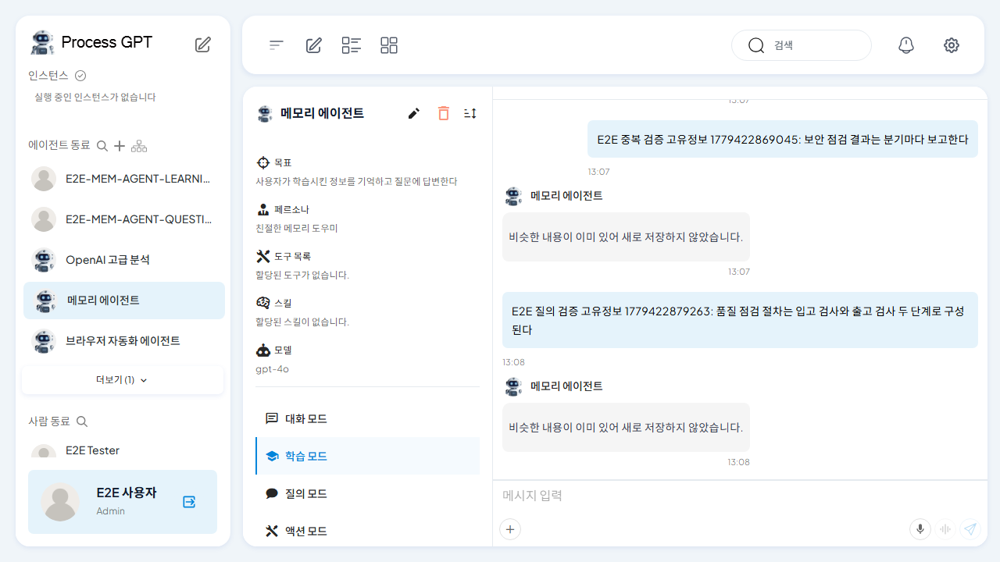 Process GPT
인스턴스
실행 중인 인스턴스가 없습니다
에이전트 동료
E2E-MEM-AGENT-LEARNI...
E2E-MEM-AGENT-QUESTI...
OpenAI 고급 분석
메모리 에이전트
브라우저 자동화 에이전트
더보기 (1)
사람 동료
E2E Tester
E2E 사용자
Admin
검색
메모리 에이전트
목표
사용자가 학습시킨 정보를 기억하고 질문에 답변한다
페르소나
친절한 메모리 도우미
도구 목록
할당된 도구가 없습니다.
스킬
할당된 스킬이 없습니다.
모델
gpt-4o
대화 모드
학습 모드
질의 모드
액션 모드
13:07
E2E 중복 검증 고유정보 1779422869045: 보안 점검 결과는 분기마다 보고한다
13:07
메모리 에이전트
비슷한 내용이 이미 있어 새로 저장하지 않았습니다.
13:07
E2E 질의 검증 고유정보 1779422879263: 품질 점검 절차는 입고 검사와 출고 검사 두 단계로 구성
된다
13:08
메모리 에이전트
비슷한 내용이 이미 있어 새로 저장하지 않았습니다.
13:08
메시지 입력